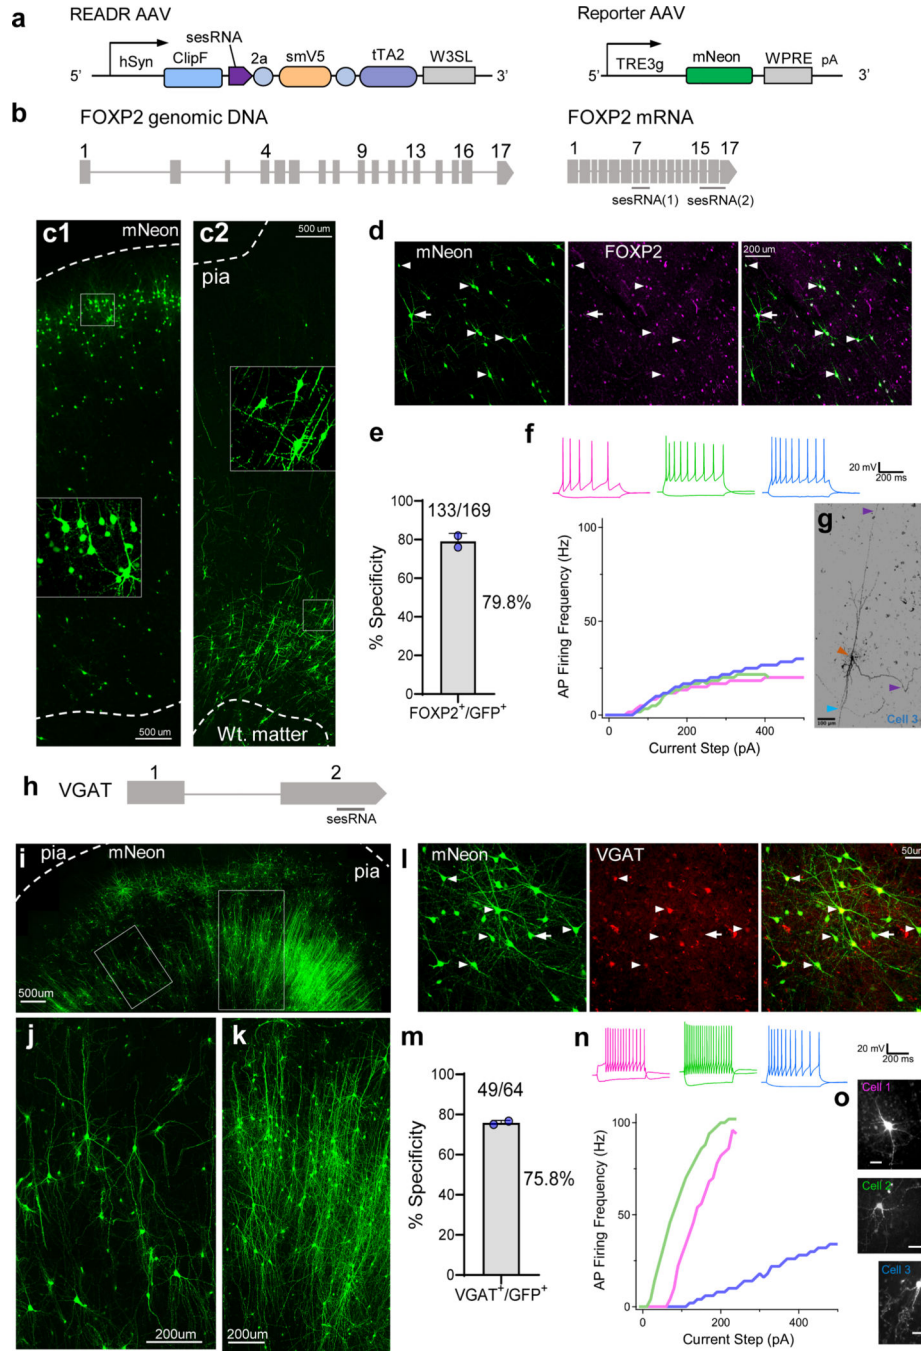 a
READR AAV
sesRNA
ClipF
2a
smV5
tTA2
W3SL
5'
hSyn
3'
Reporter AAV
mNeon
WPRE
pA
5'
TRE3g
3'
b
FOXP2 genomic DNA
1
4
9
13
16
17
FOXP2 mRNA
1
7
15
17
sesRNA(1)
sesRNA(2)
c1
mNeon
500 um
c2
500 um
pia
Wt. matter
d
mNeon
FOXP2
200 um
e
133/169
79.8%
% Specificity
100
80
60
40
20
0
FOXP2+/GFP+
f
20 mV
200 ms
AP Firing Frequency (Hz)
100
50
0
0
200
400
Current Step (pA)
g
100 µm
Cell 3
h
VGAT
1
2
sesRNA
i
pia
mNeon
pia
500um
j
200um
k
200um
l
mNeon
VGAT
50um
m
49/64
75.8%
% Specificity
100
80
60
40
20
0
VGAT+/GFP+
n
20 mV
200 ms
AP Firing Frequency (Hz)
100
50
0
0
200
400
Current Step (pA)
o
Cell 1
Cell 2
Cell 3